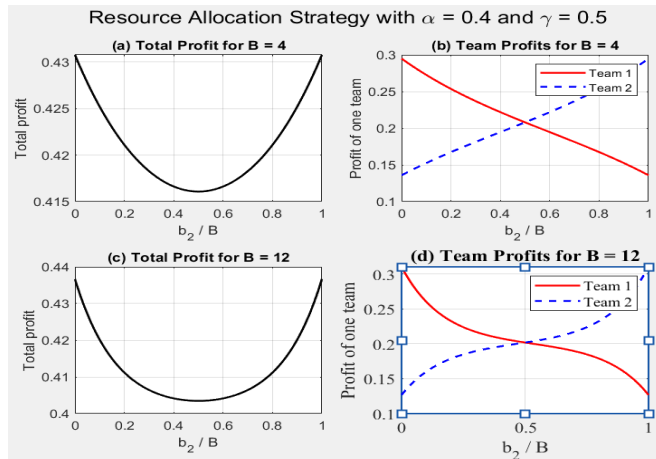 Resource Allocation Strategy with α = 0.4 and γ = 0.5
(a) Total Profit for B = 4
Total profit
0.43
0.425
0.42
0.415
0 0.2 0.4 0.6 0.8 1
b₂ / B
(b) Team Profits for B = 4
Profit of one team
0.3
0.25
0.2
0.15
0.1
Team 1
Team 2
0 0.2 0.4 0.6 0.8 1
b₂ / B
(c) Total Profit for B = 12
Total profit
0.44
0.43
0.42
0.41
0.4
0 0.2 0.4 0.6 0.8 1
b₂ / B
(d) Team Profits for B = 12
Profit of one team
0.3
0.25
0.2
0.15
0.1
Team 1
Team 2
0 0.5 1
b₂ / B